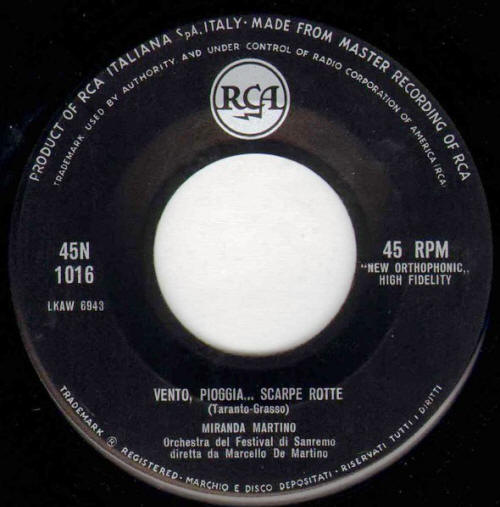 PRODUCT OF RCA ITALIANA SpA, ITALY · MADE FROM MASTER RECORDING OF RCA
TRADEMARK USED BY AUTHORITY AND UNDER CONTROL OF RADIO CORPORATION OF AMERICA (RCA)
RCA
45N
1016
LKAW 6943
45 RPM
"NEW ORTHOPHONIC„
HIGH FIDELITY
VENTO, PIOGGIA... SCARPE ROTTE
(Taranto-Grasso)
MIRANDA MARTINO
Orchestra del Festival di Sanremo
diretta da Marcello De Martino
TRADEMARK ® REGISTERED - MARCHIO E DISCO DEPOSITATI - RISERVATI TUTTI I DIRITTI